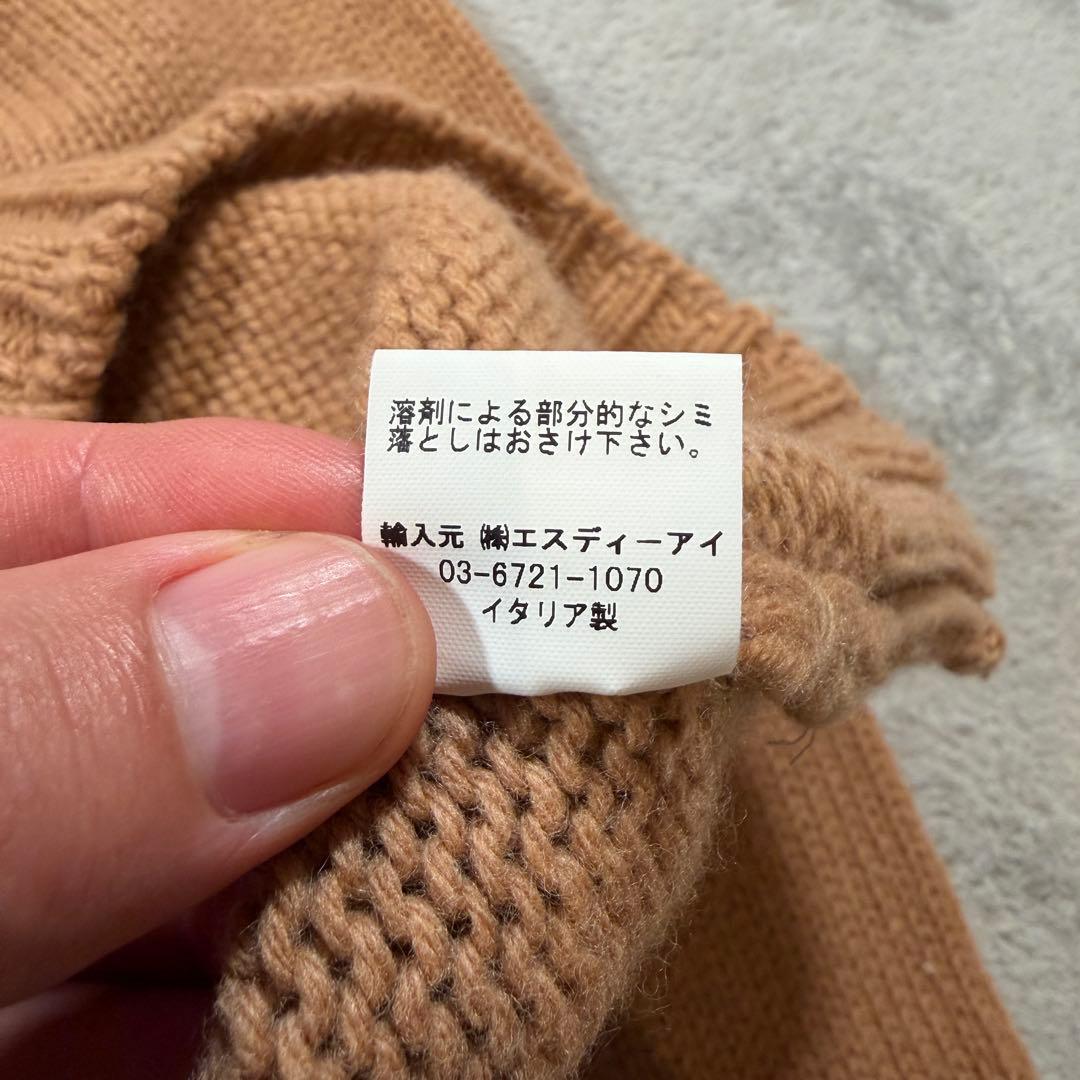 溶剤による部分的なシミ
落としはおさけ下さい。
輸入元 ㈱エスディーアイ
03-6721-1070
イタリア製